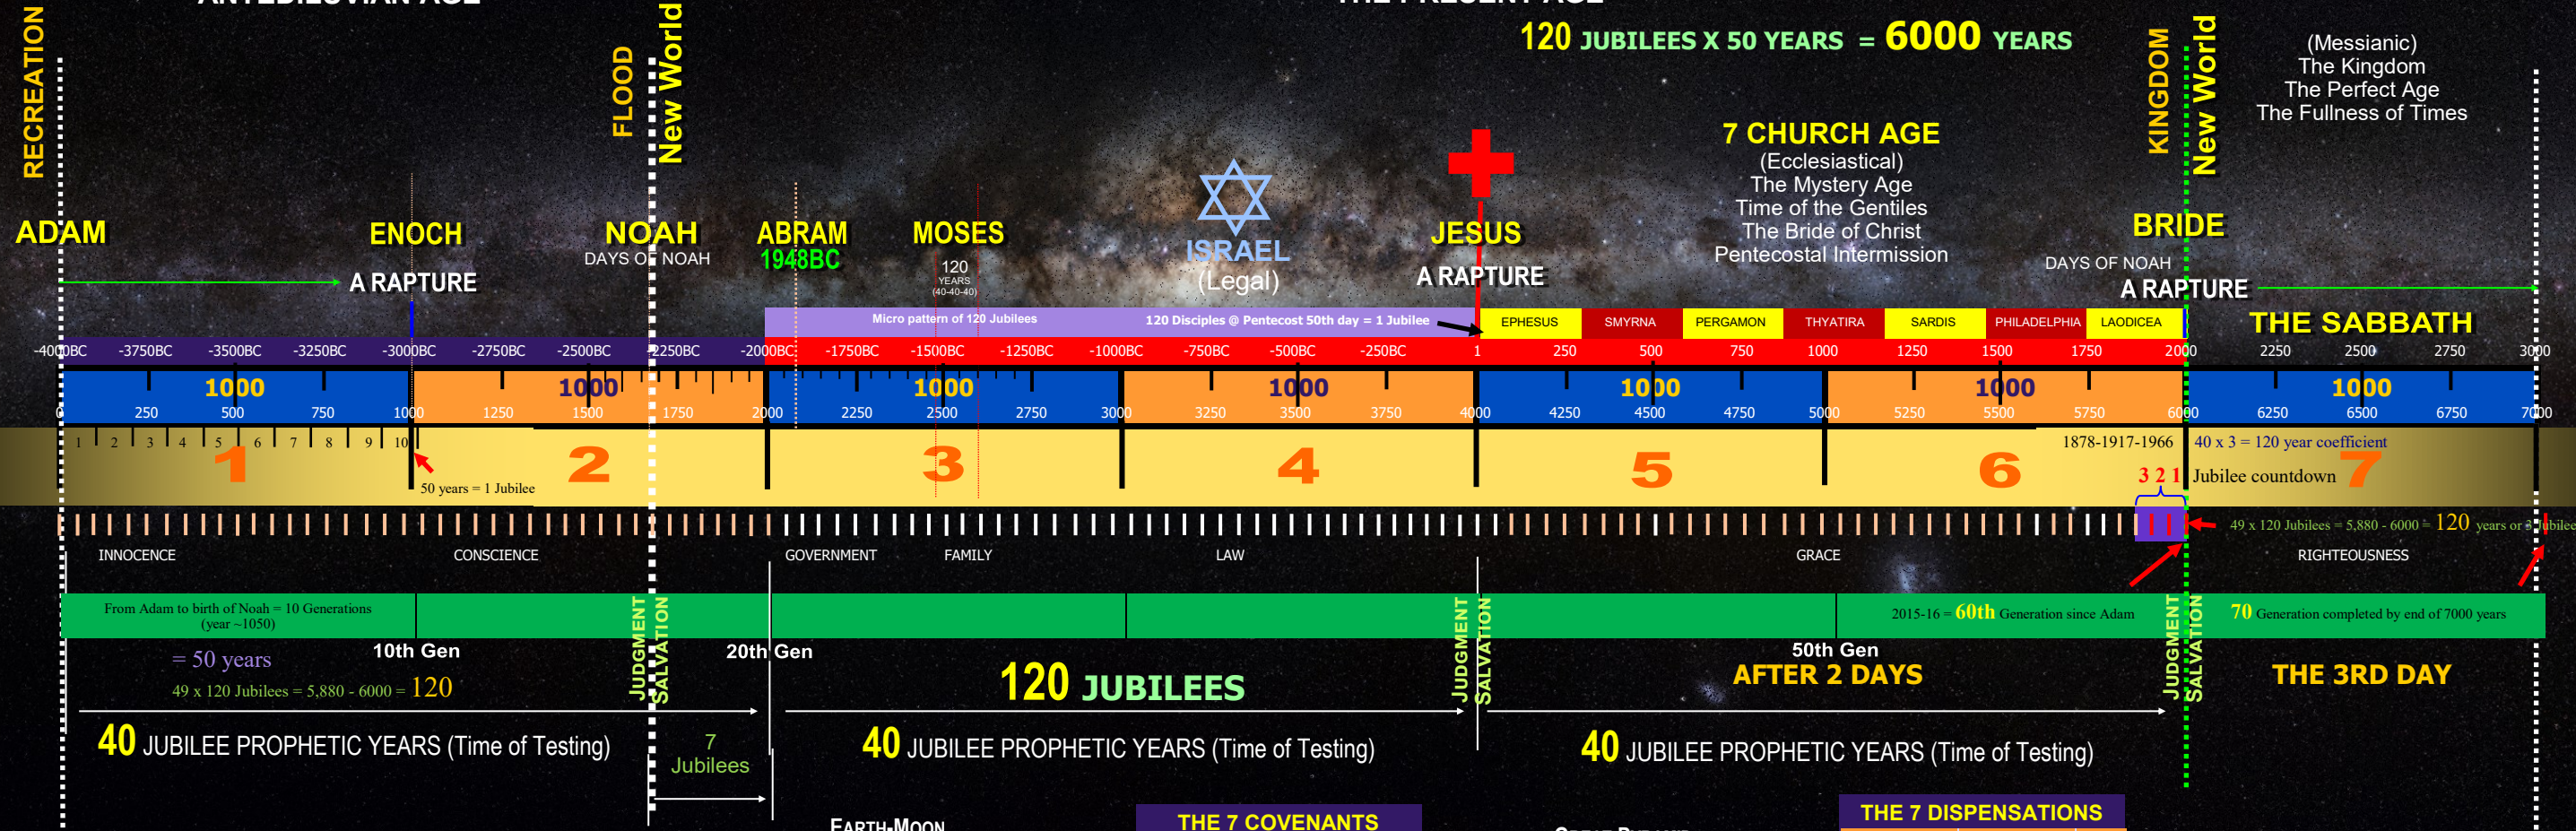 ANTEDILUVIAN AGE
THE PRESENT AGE
120 JUBILEES X 50 YEARS = 6000 YEARS
RECREATION
FLOOD
New World
KINGDOM
New World
(Messianic)
The Kingdom
The Perfect Age
The Fullness of Times
7 CHURCH AGE
(Ecclesiastical)
The Mystery Age
Time of the Gentiles
The Bride of Christ
Pentecostal Intermission
ADAM
ENOCH
A RAPTURE
NOAH
DAYS OF NOAH
ABRAM
1948BC
MOSES
120
YEARS
(40-40-40)
ISRAEL
(Legal)
JESUS
A RAPTURE
BRIDE
DAYS OF NOAH
A RAPTURE
Micro pattern of 120 Jubilees
120 Disciples @ Pentecost 50th day = 1 Jubilee
EPHESUS SMYRNA PERGAMON THYATIRA SARDIS PHILADELPHIA LAODICEA
THE SABBATH
-4000BC -3750BC -3500BC -3250BC -3000BC -2750BC -2500BC -2250BC -2000BC -1750BC -1500BC -1250BC -1000BC -750BC -500BC -250BC 1 250 500 750 1000 1250 1500 1750 2000 2250 2500 2750 3000
1000 1000 1000 1000 1000 1000 1000
0 250 500 750 1000 1250 1500 1750 2000 2250 2500 2750 3000 3250 3500 3750 4000 4250 4500 4750 5000 5250 5500 5750 6000 6250 6500 6750 7000
1 2 3 4 5 6 7 8 9 10
1 2 3 4 5 6 7
50 years = 1 Jubilee
1878-1917-1966
40 x 3 = 120 year coefficient
3 2 1
Jubilee countdown
49 x 120 Jubilees = 5,880 - 6000 = 120 years or 3 Jubilee
INNOCENCE CONSCIENCE GOVERNMENT FAMILY LAW GRACE RIGHTEOUSNESS
From Adam to birth of Noah = 10 Generations
(year ~1050)
2015-16 = 60th Generation since Adam
70 Generation completed by end of 7000 years
JUDGMENT
SALVATION
JUDGMENT
SALVATION
JUDGMENT
SALVATION
10th Gen
20th Gen
50th Gen
= 50 years
49 x 120 Jubilees = 5,880 - 6000 = 120
120 JUBILEES
AFTER 2 DAYS
THE 3RD DAY
40 JUBILEE PROPHETIC YEARS (Time of Testing)
7
Jubilees
40 JUBILEE PROPHETIC YEARS (Time of Testing)
40 JUBILEE PROPHETIC YEARS (Time of Testing)
EARTH-MOON
THE 7 COVENANTS
GREAT PYRAMID
THE 7 DISPENSATIONS